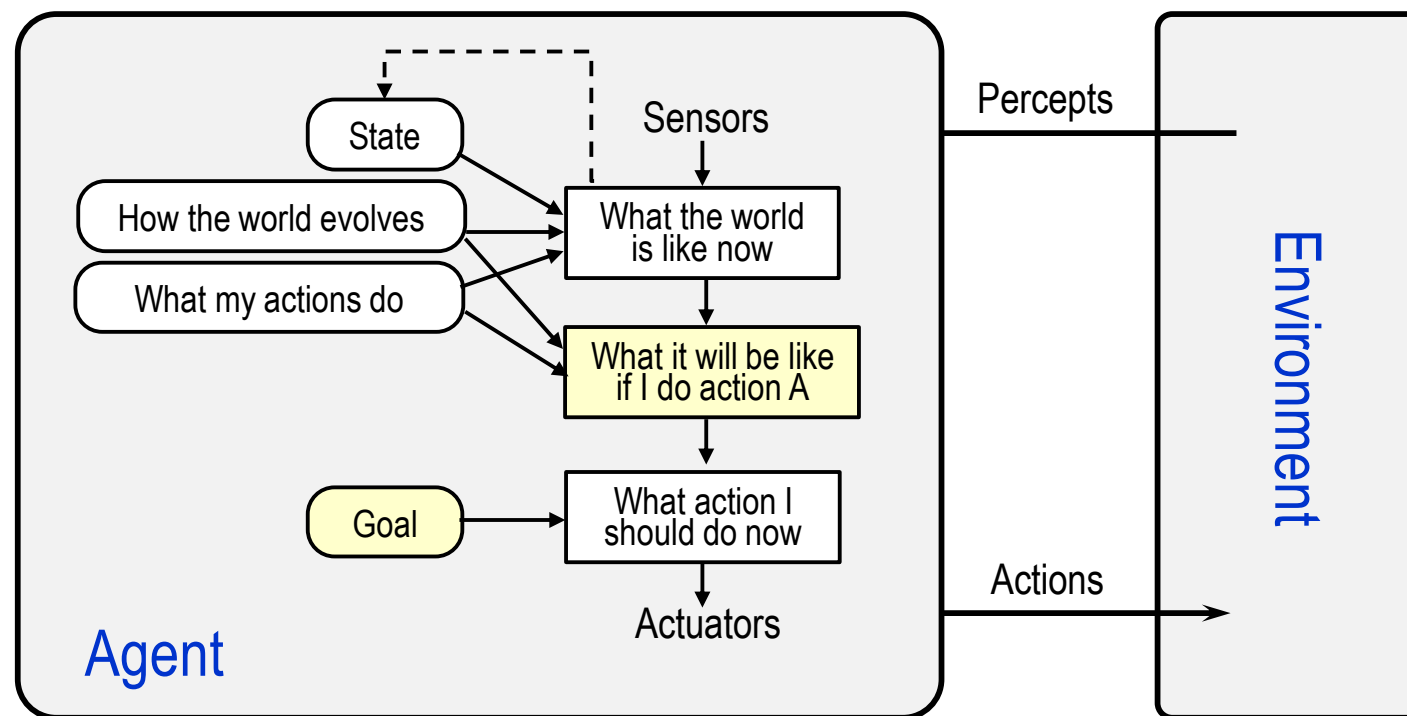 Percepts
State
Sensors
How the world evolves
What the world
is like now
What my actions do
What it will be like
if I do action A
Goal
What action I
should do now
Actuators
Actions
Agent
Environment